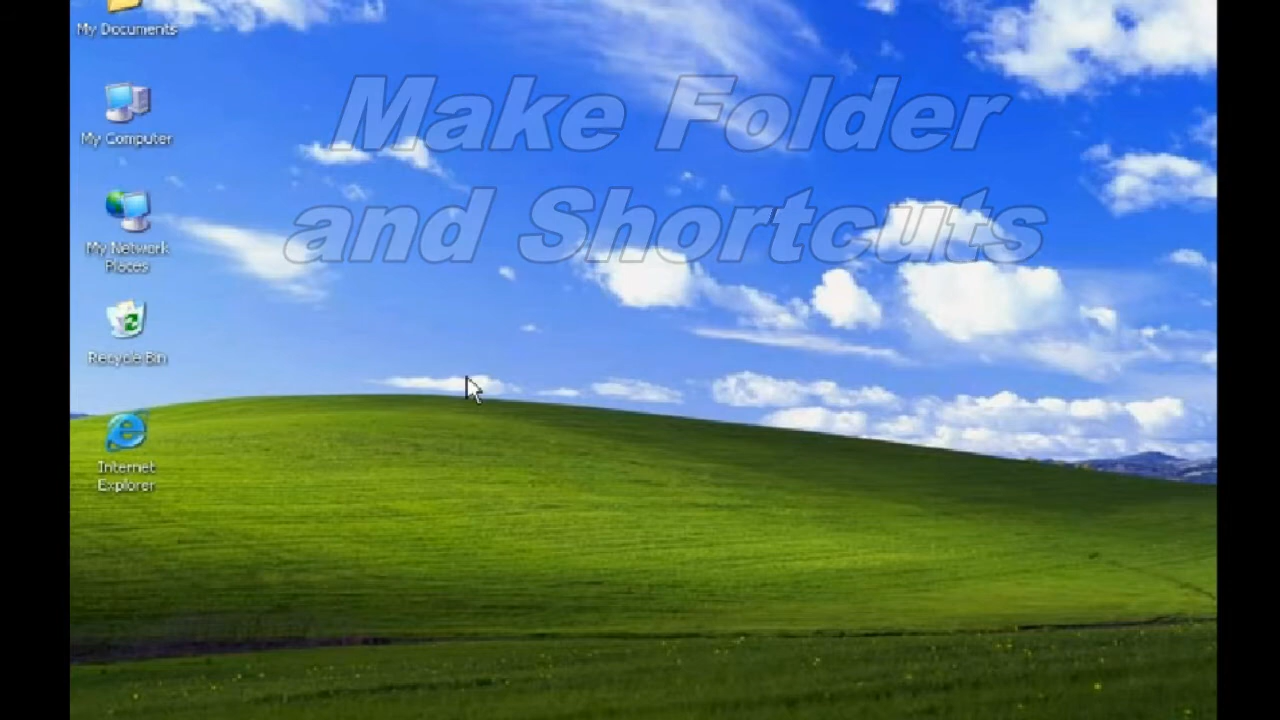 My Documents
Make Folder
My Computer
and Shortcuts
My Network
Places
Recycle Bin
Internet
Explorer